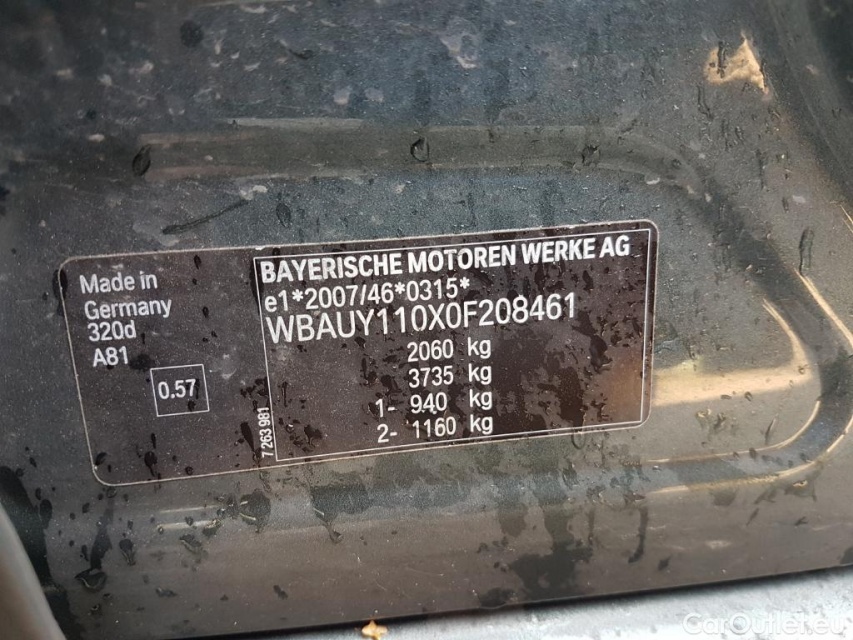 Made in
Germany
320d
A81
0.57
7 263 981
BAYERISCHE MOTOREN WERKE AG
e1*2007/46*0315*
WBAUY110X0F208461
2060 kg
3735 kg
1- 940 kg
2- 1160 kg
CarOutlet.eu